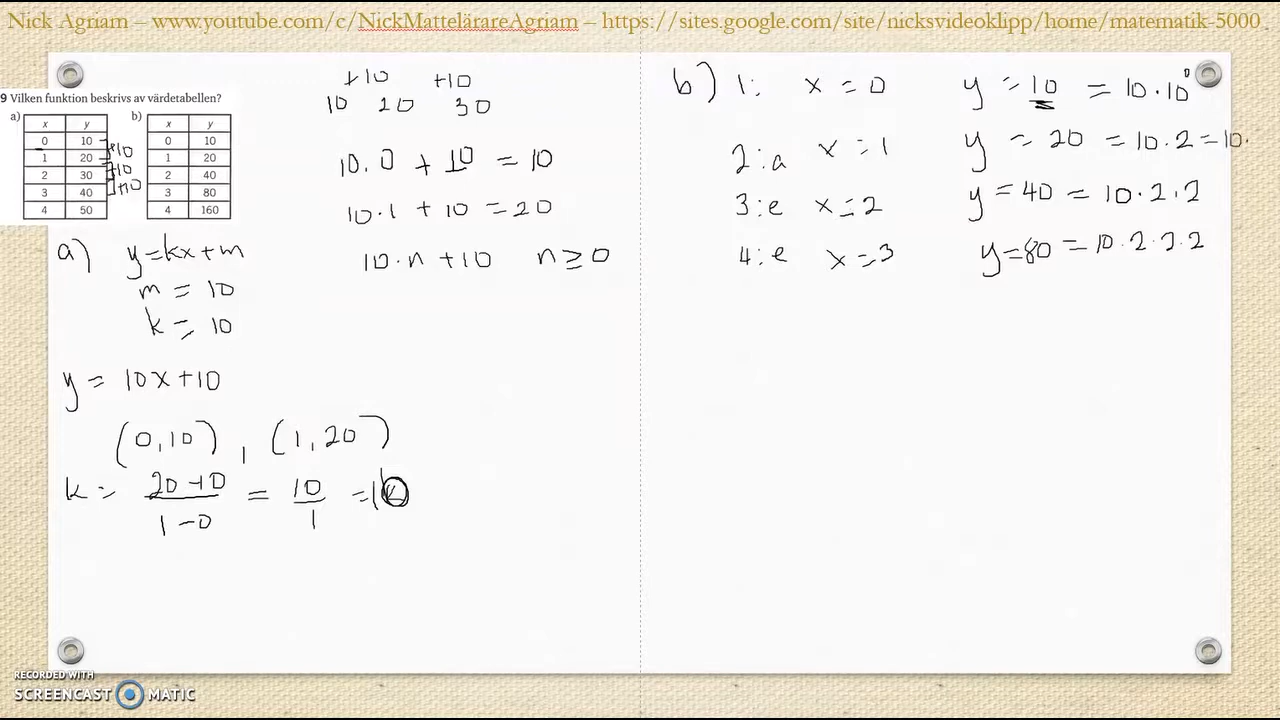 Nick Agriam – www.youtube.com/c/NickMattelärareAgriam – https://sites.google.com/site/nicksvideoklipp/home/matematik-5000
9 Vilken funktion beskrivs av värdetabellen?
a)
x y
0 10
1 20
2 30
3 40
4 50
+10
+10
+10
b)
x y
0 10
1 20
2 40
3 80
4 160
+10 +10
10 20 30
10·0 + 10 = 10
10·1 + 10 = 20
10·n + 10 n ≥ 0
a) y=kx+m
m = 10
k = 10
y = 10x+10
(0,10) , (1,20)
k = (20-10)/(1-0) = 10/1 =
b) 1: x = 0 y = 10 = 10·10⁰
2:a x = 1 y = 20 = 10·2 = 10·
3:e x = 2 y = 40 = 10·2·2
4:e x = 3 y = 80 = 10·2·2·2
RECORDED WITH
SCREENCAST MATIC